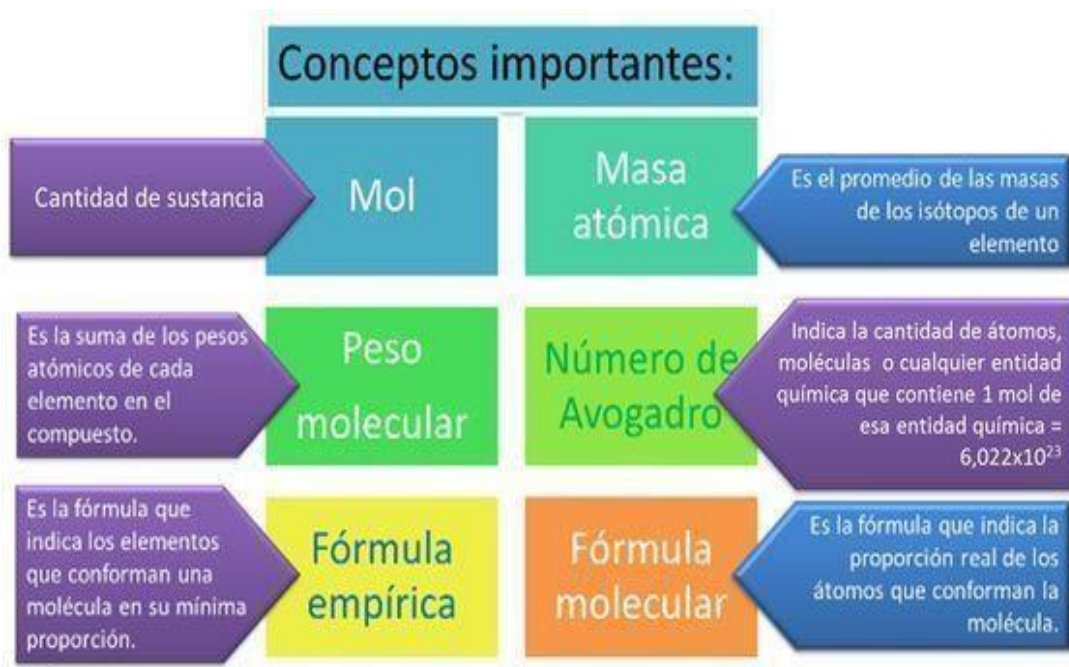 Conceptos importantes:
Cantidad de sustancia
Mol
Masa
atómica
Es el promedio de las masas
de los isótopos de un
elemento
Es la suma de los pesos
atómicos de cada
elemento en el
compuesto.
Peso
molecular
Número de
Avogadro
Indica la cantidad de átomos,
moléculas o cualquier entidad
química que contiene 1 mol de
esa entidad química =
6,022x10²³
Es la fórmula que
indica los elementos
que conforman una
molécula en su mínima
proporción.
Fórmula
empírica
Fórmula
molecular
Es la fórmula que indica la
proporción real de los
átomos que conforman la
molécula.